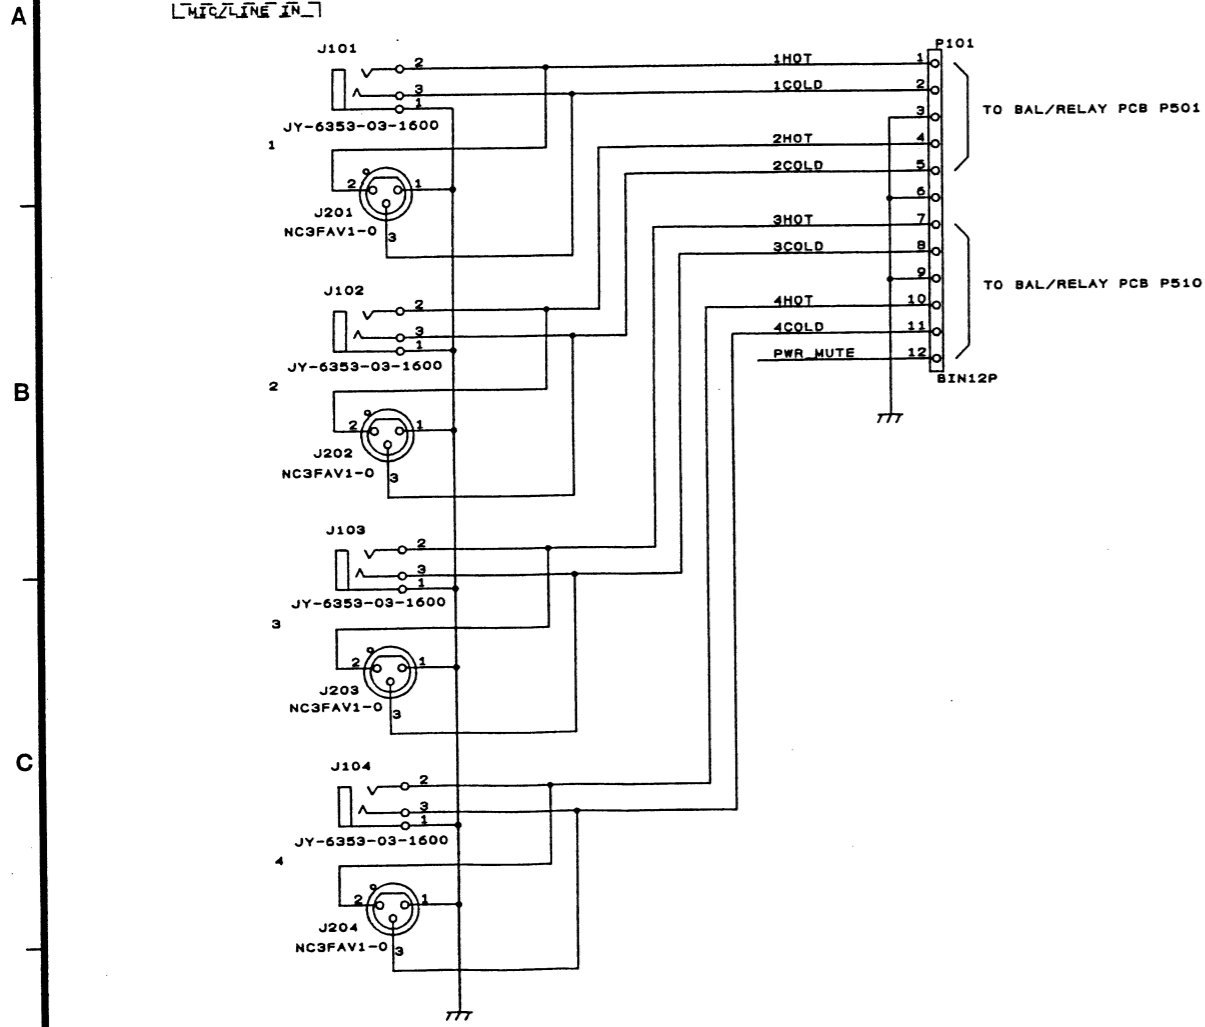 A
MIC/LINE IN
J101
2
3
1
JY-6353-03-1600
1
2
1
J201
NC3FAV1-0
3
J102
2
3
1
JY-6353-03-1600
2
2
1
J202
NC3FAV1-0
3
J103
2
3
1
JY-6353-03-1600
3
2
1
J203
NC3FAV1-0
3
J104
2
3
1
JY-6353-03-1600
4
2
1
J204
NC3FAV1-0
3
P101
1HOT 1
1COLD 2
3
2HOT 4
2COLD 5
6
3HOT 7
3COLD 8
9
4HOT 10
4COLD 11
PWR_MUTE 12
BIN12P
TO BAL/RELAY PCB P501
TO BAL/RELAY PCB P510
B
C